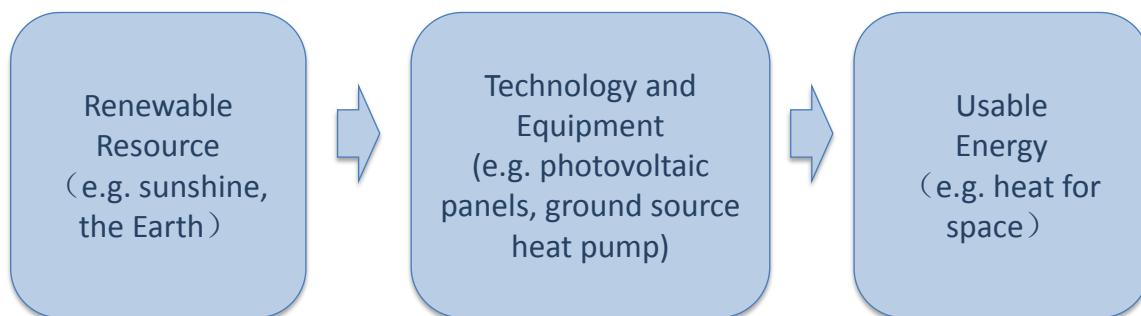 Renewable
Resource
（e.g. sunshine,
the Earth）
Technology and
Equipment
(e.g. photovoltaic
panels, ground source
heat pump)
Usable
Energy
（e.g. heat for
space）